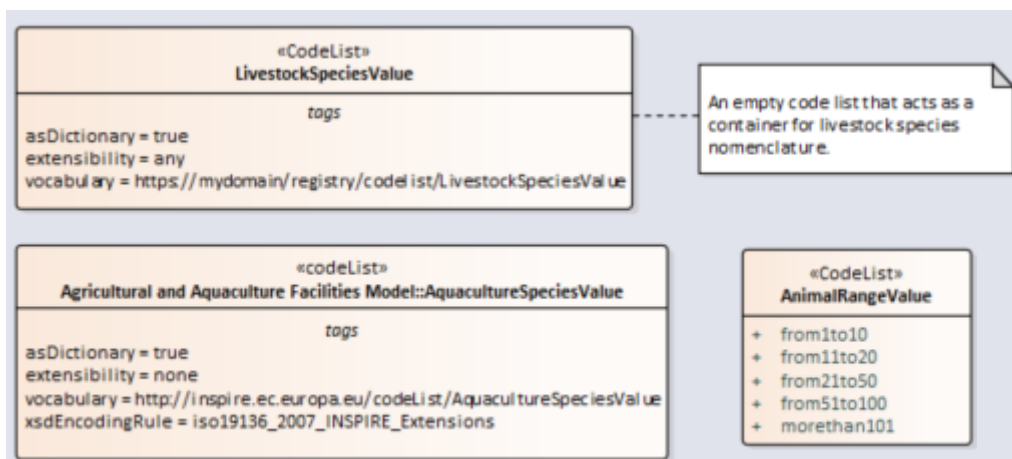 «CodeList»
LivestockSpeciesValue
tags
asDictionary = true
extensibility = any
vocabulary = https://mydomain/registry/codelist/LivestockSpeciesValue
An empty code list that acts as a
container for livestock species
nomenclature.
«codeList»
Agricultural and Aquaculture Facilities Model::AquacultureSpeciesValue
tags
asDictionary = true
extensibility = none
vocabulary = http://inspire.ec.europa.eu/codeList/AquacultureSpeciesValue
xsdEncodingRule = iso19136_2007_INSPIRE_Extensions
«CodeList»
AnimalRangeValue
+ from1to10
+ from11to20
+ from21to50
+ from51to100
+ morethan101